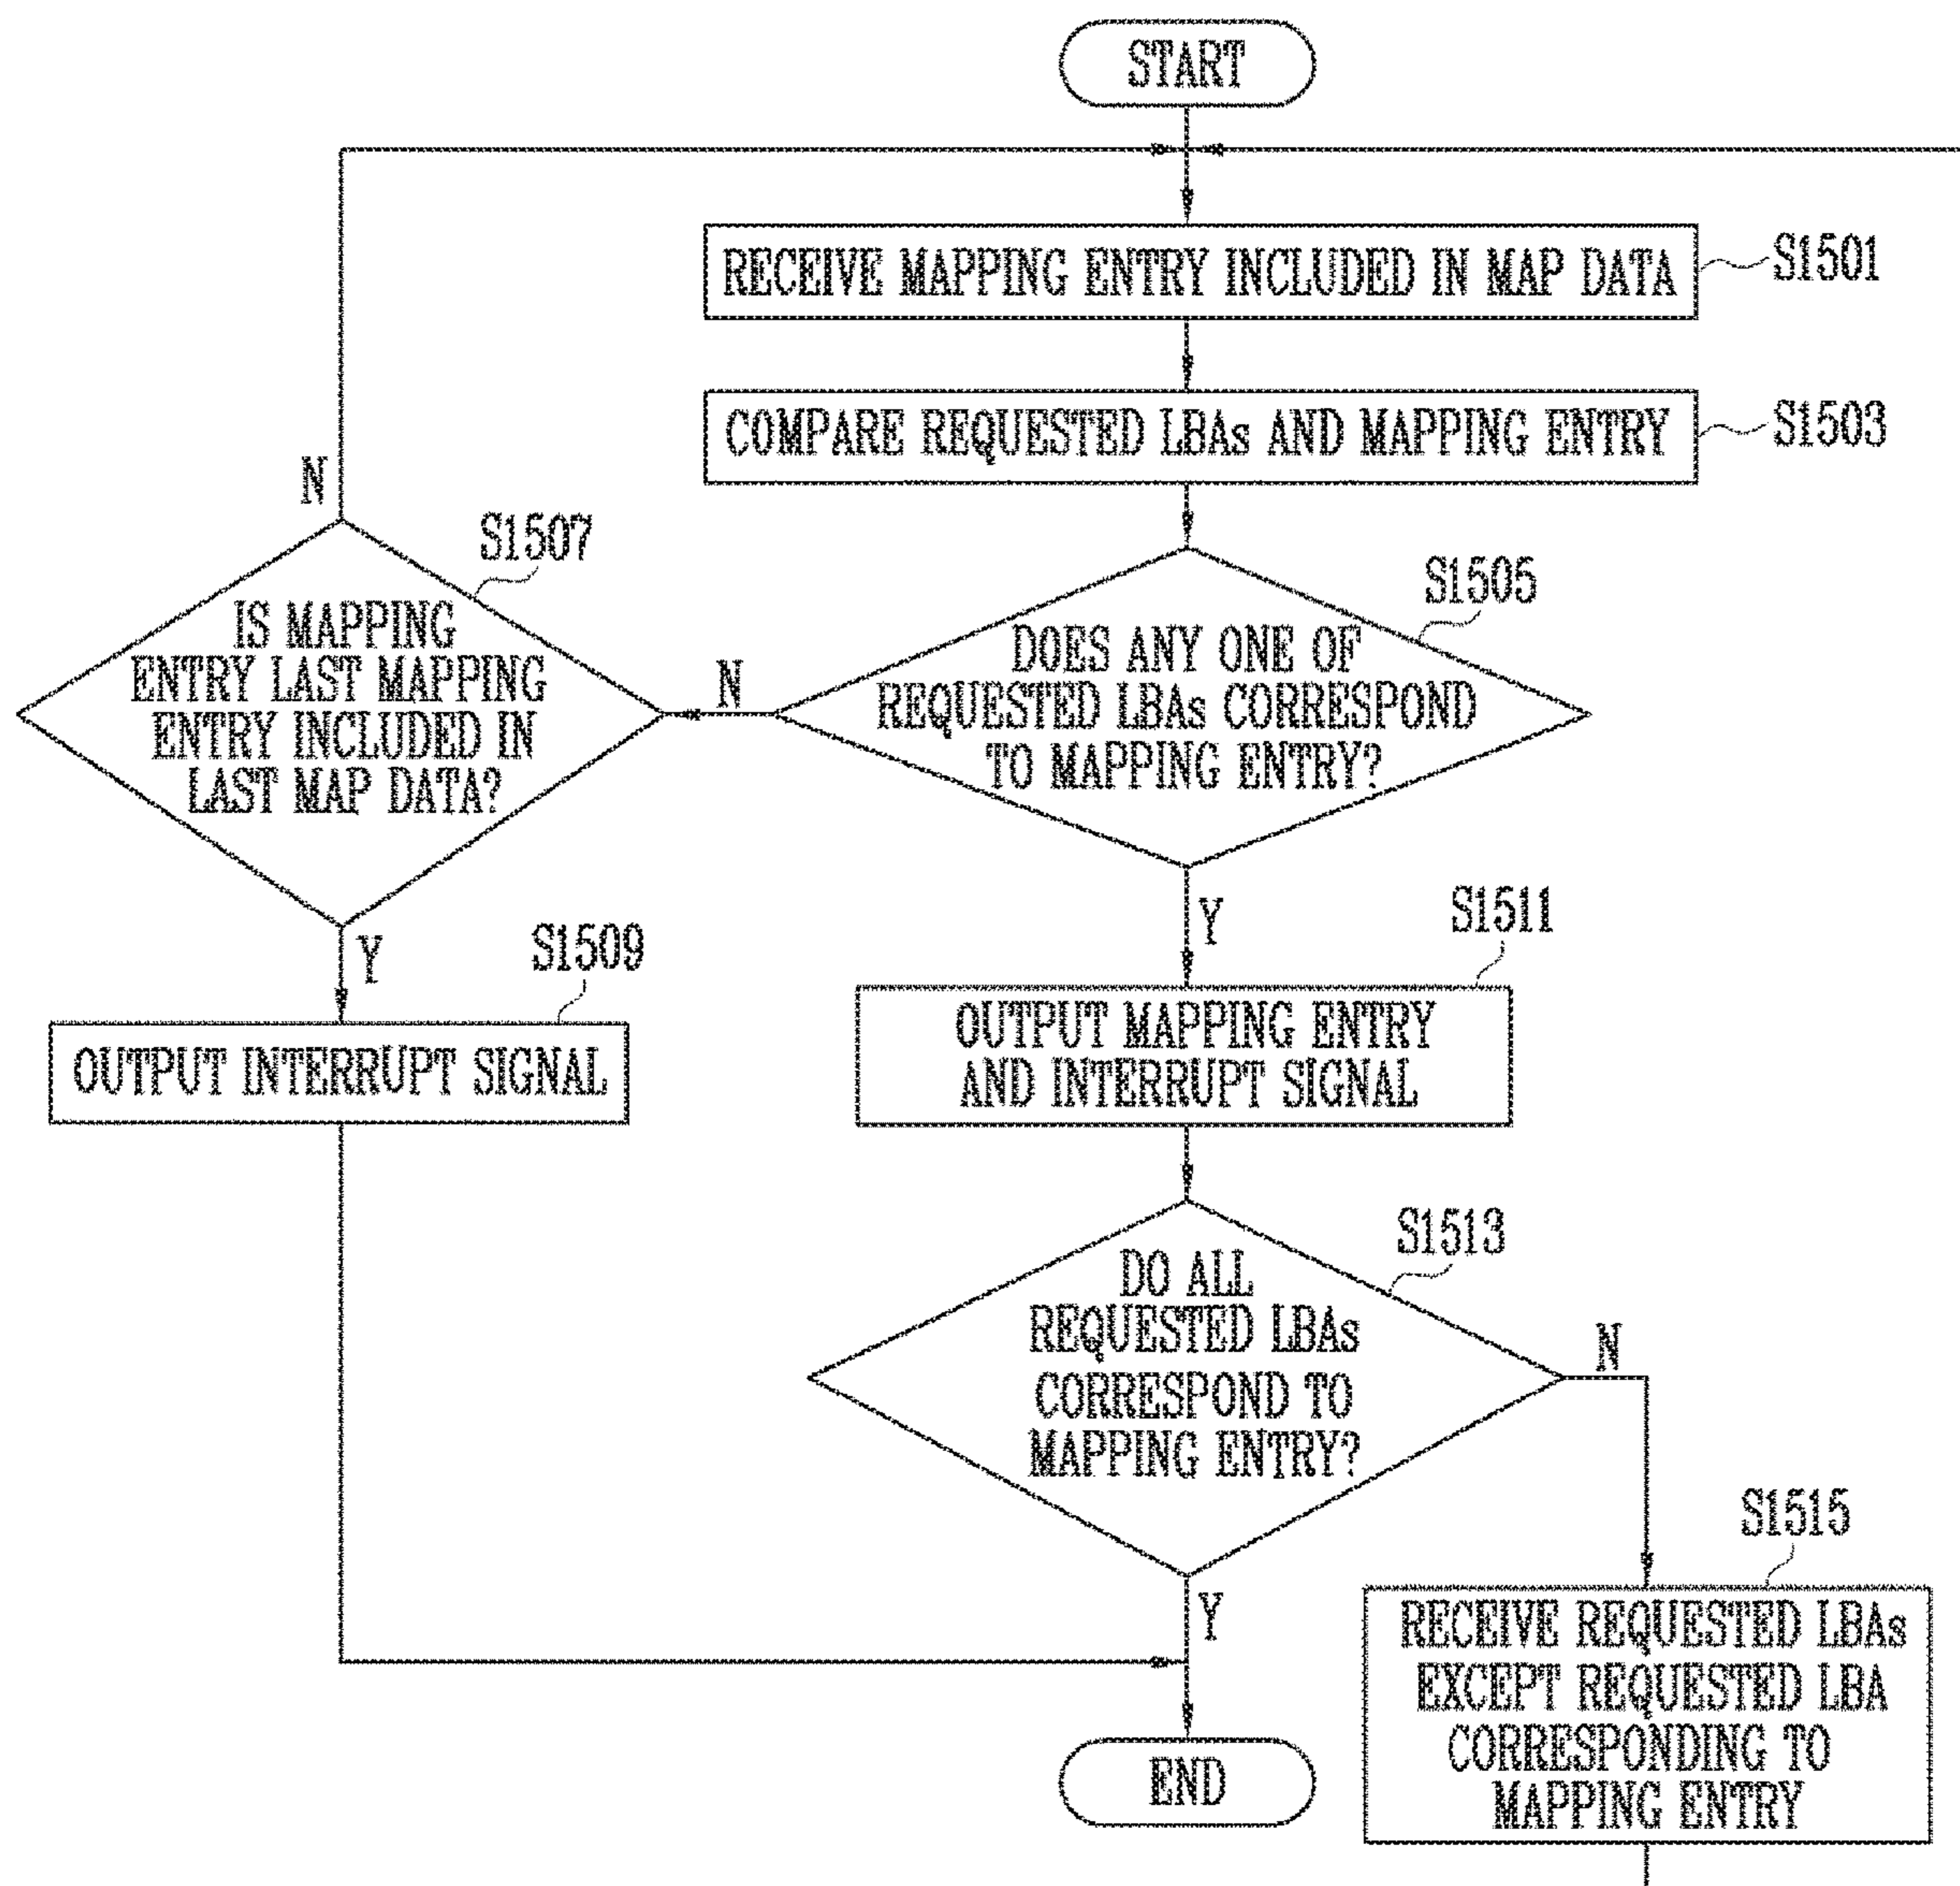 START
RECEIVE MAPPING ENTRY INCLUDED IN MAP DATA
S1501
COMPARE REQUESTED LBAs AND MAPPING ENTRY
S1503
N
S1507
IS MAPPING
ENTRY LAST MAPPING
ENTRY INCLUDED IN
LAST MAP DATA?
N
S1505
DOES ANY ONE OF
REQUESTED LBAs CORRESPOND
TO MAPPING ENTRY?
Y
S1509
OUTPUT INTERRUPT SIGNAL
Y
S1511
OUTPUT MAPPING ENTRY
AND INTERRUPT SIGNAL
S1513
DO ALL
REQUESTED LBAs
CORRESPOND TO
MAPPING ENTRY?
N
S1515
RECEIVE REQUESTED LBAs
EXCEPT REQUESTED LBA
CORRESPONDING TO
MAPPING ENTRY
Y
END